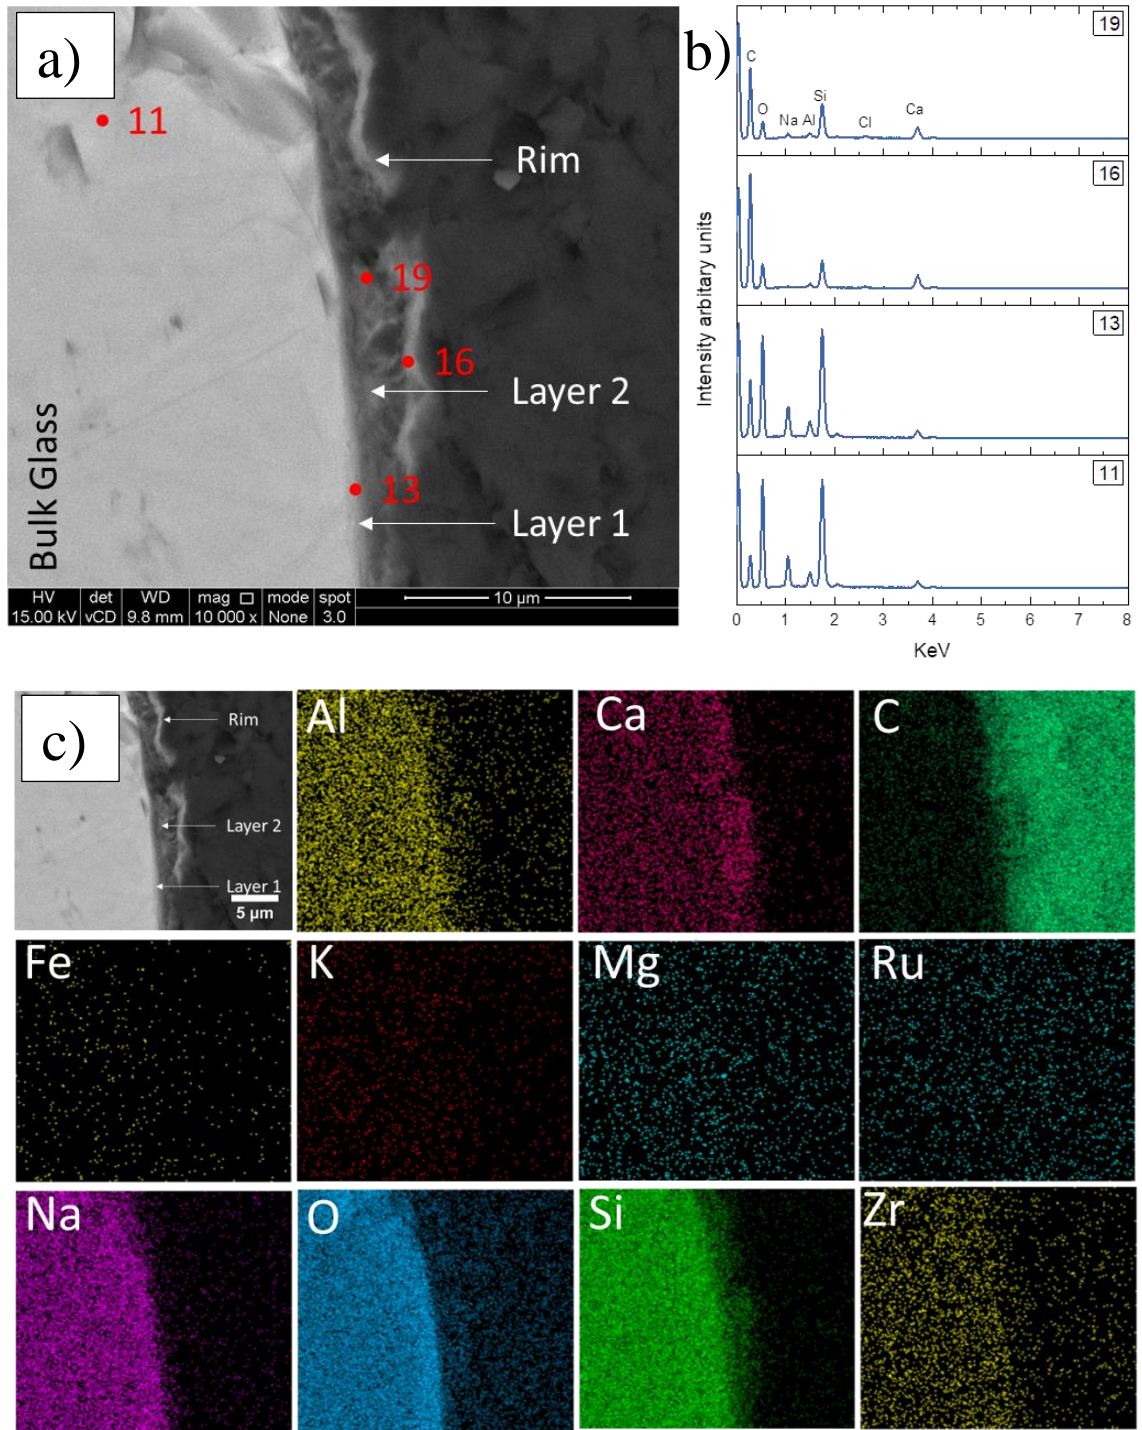 a)
11
Rim
19
16
Layer 2
13
Layer 1
Bulk Glass
HV det WD mag mode spot
15.00 kV vCD 9.8 mm 10 000 x None 3.0
10 µm
b)
19
C
O
Na
Al
Si
Cl
Ca
16
13
11
Intensity arbitary units
0 1 2 3 4 5 6 7 8
KeV
c)
Rim
Layer 2
Layer 1
5 µm
Al
Ca
C
Fe
K
Mg
Ru
Na
O
Si
Zr